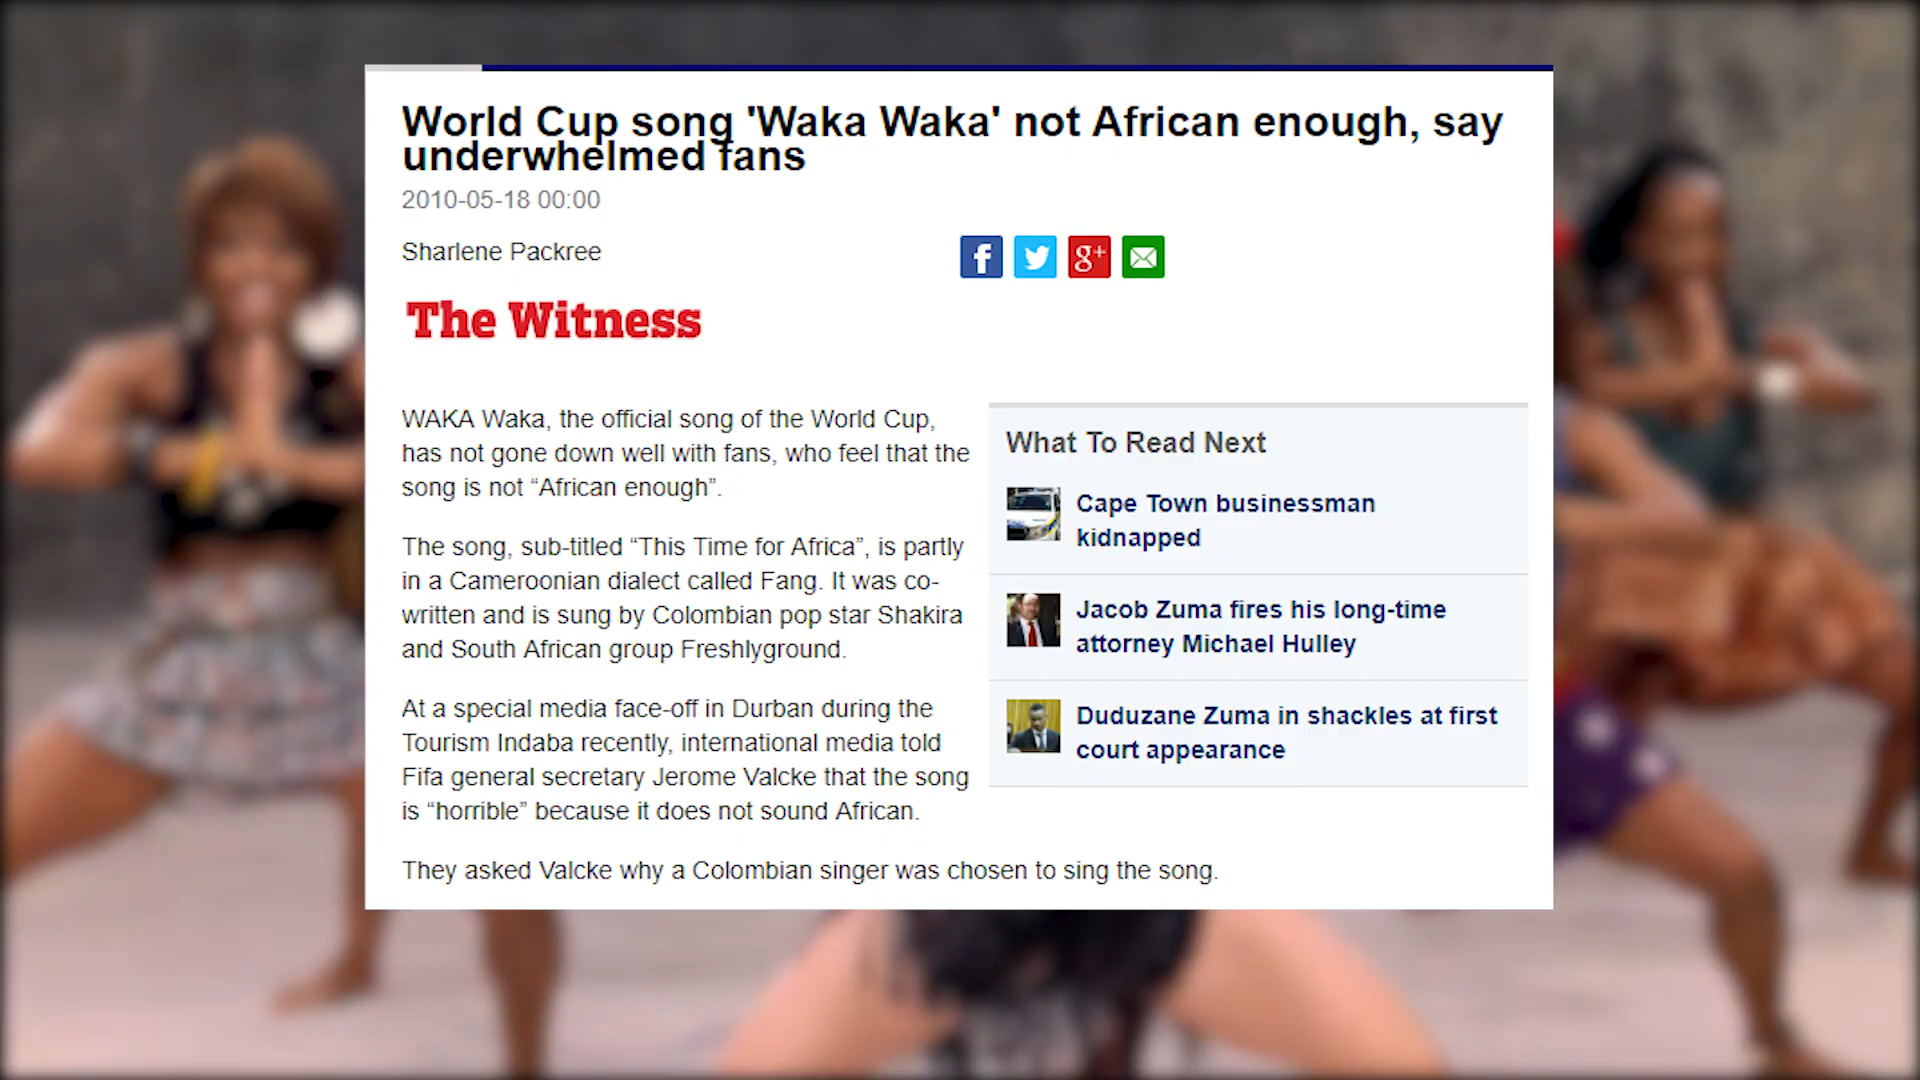 World Cup song 'Waka Waka' not African enough, say
underwhelmed fans
2010-05-18 00:00
Sharlene Packree
f
g+
The Witness
WAKA Waka, the official song of the World Cup,
has not gone down well with fans, who feel that the
song is not “African enough”.
The song, sub-titled “This Time for Africa”, is partly
in a Cameroonian dialect called Fang. It was co-
written and is sung by Colombian pop star Shakira
and South African group Freshlyground.
At a special media face-off in Durban during the
Tourism Indaba recently, international media told
Fifa general secretary Jerome Valcke that the song
is “horrible” because it does not sound African.
They asked Valcke why a Colombian singer was chosen to sing the song.
What To Read Next
Cape Town businessman
kidnapped
Jacob Zuma fires his long-time
attorney Michael Hulley
Duduzane Zuma in shackles at first
court appearance